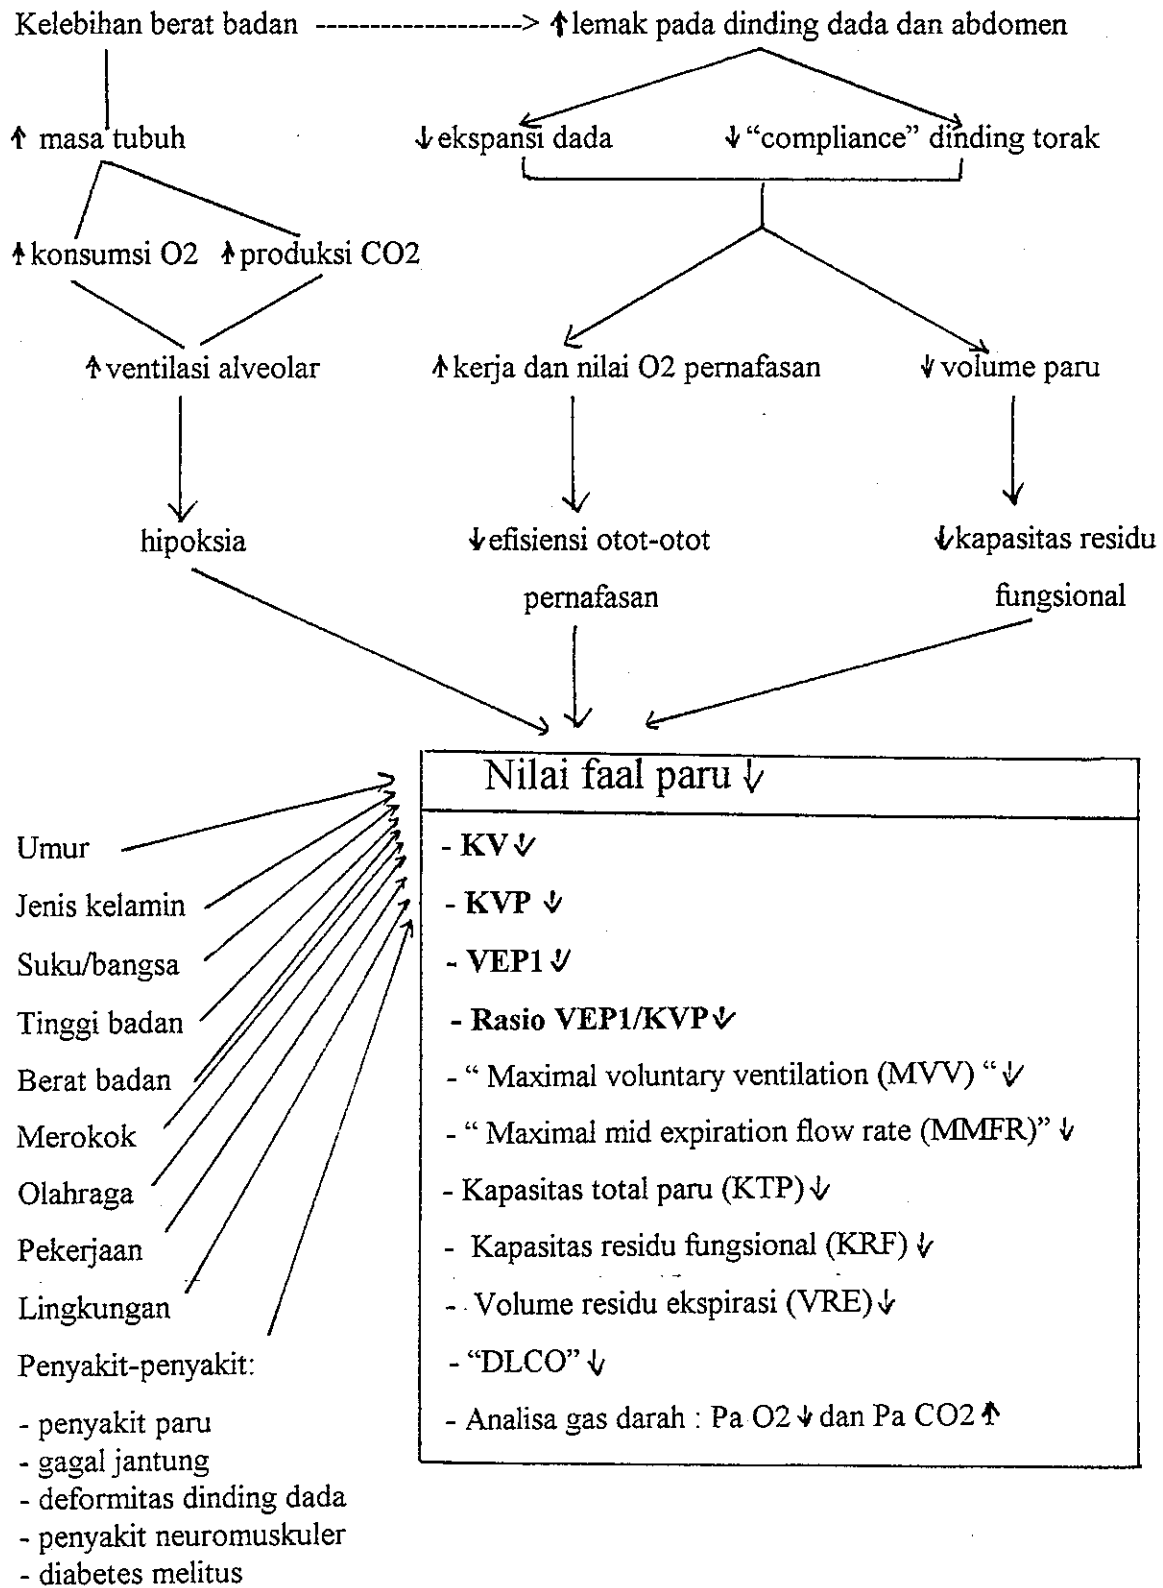 Kelebihan berat badan --------------------> ↑ lemak pada dinding dada dan abdomen
↑ masa tubuh ↓ ekspansi dada ↓ “compliance” dinding torak
↑ konsumsi O2 ↑ produksi CO2
↑ ventilasi alveolar ↑ kerja dan nilai O2 pernafasan ↓ volume paru
hipoksia ↓ efisiensi otot-otot ↓ kapasitas residu
pernafasan fungsional
Nilai faal paru ↓
Umur
Jenis kelamin
Suku/bangsa
Tinggi badan
Berat badan
Merokok
Olahraga
Pekerjaan
Lingkungan
Penyakit-penyakit:
- penyakit paru
- gagal jantung
- deformitas dinding dada
- penyakit neuromuskuler
- diabetes melitus
- KV ↓
- KVP ↓
- VEP1 ↓
- Rasio VEP1/KVP ↓
- “ Maximal voluntary ventilation (MVV) “ ↓
- “ Maximal mid expiration flow rate (MMFR)” ↓
- Kapasitas total paru (KTP) ↓
- Kapasitas residu fungsional (KRF) ↓
- Volume residu ekspirasi (VRE) ↓
- “DLCO” ↓
- Analisa gas darah : Pa O2 ↓ dan Pa CO2 ↑